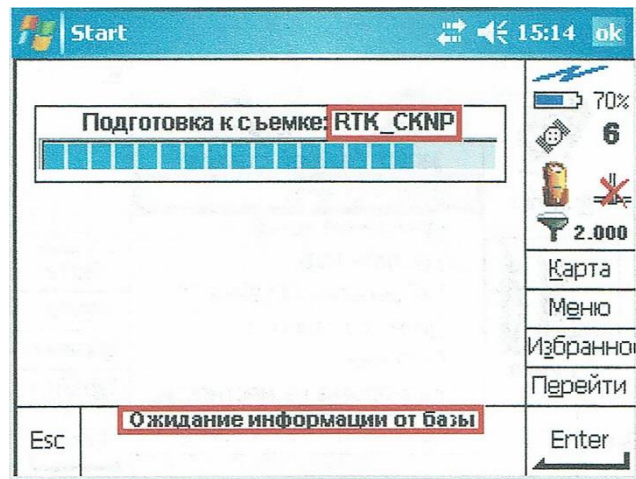 Start 15:14 ok
Подготовка к съемке: RTK_CKNP
70%
6
2.000
Карта
Меню
Избранно
Перейти
Ожидание информации от базы
Esc
Enter